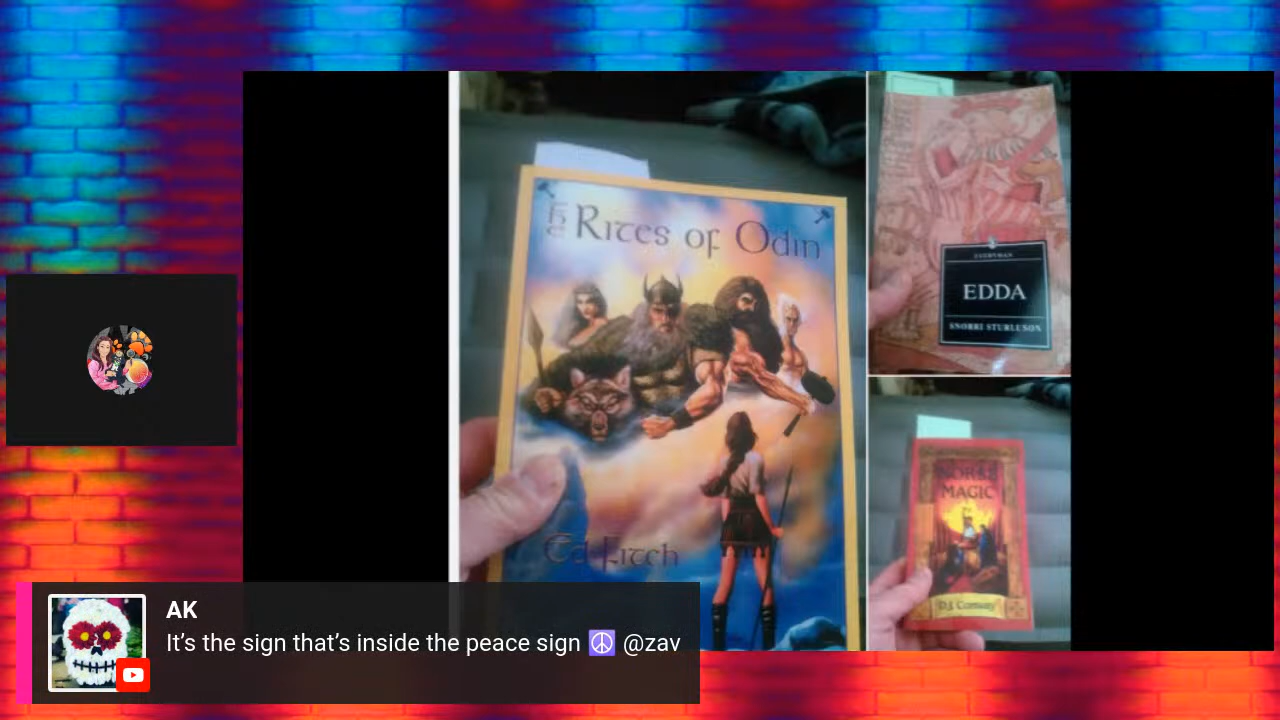 The Rites of Odin
Ed Fitch
EVERYMAN
EDDA
SNORRI STURLUSON
NORSE
MAGIC
D.J. Conway
AK
It’s the sign that’s inside the peace sign ☮ @zav